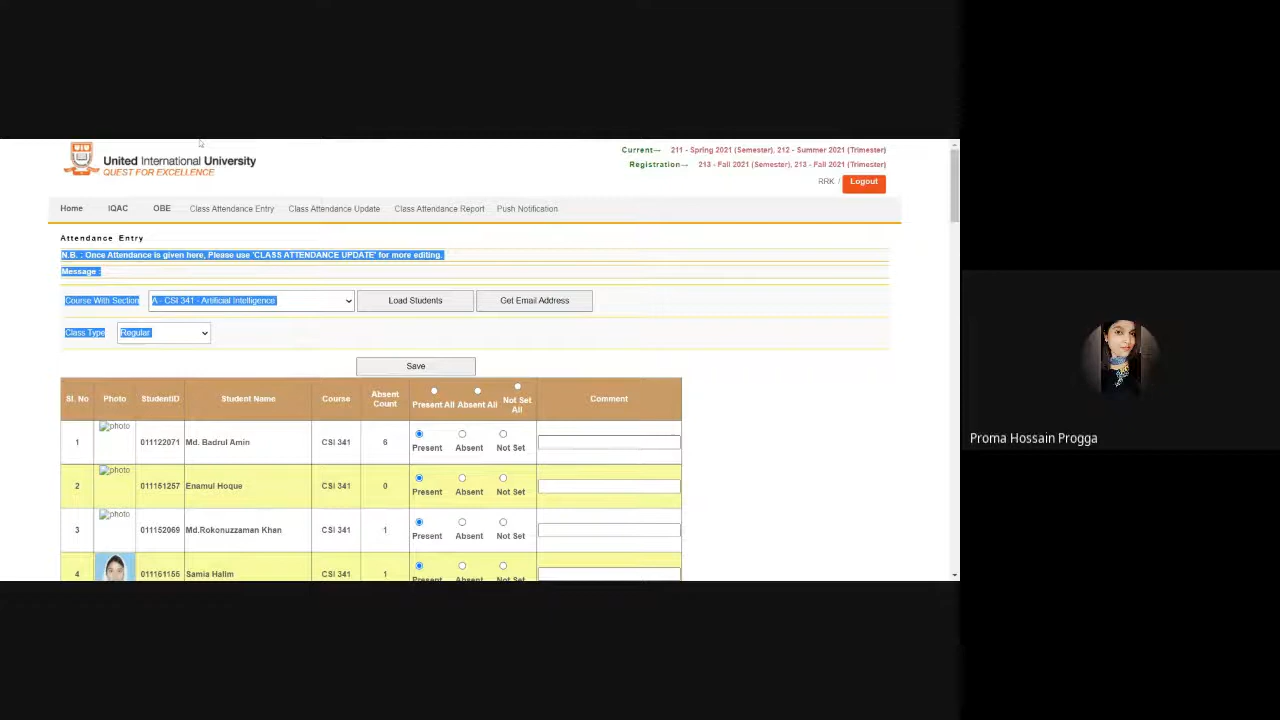 United International University
QUEST FOR EXCELLENCE
Current--- 211 - Spring 2021 (Semester), 212 - Summer 2021 (Trimester)
Registration--- 213 - Fall 2021 (Semester), 213 - Fall 2021 (Trimester)
RRK / Logout
Home IQAC OBE Class Attendance Entry Class Attendance Update Class Attendance Report Push Notification
Attendance Entry
N.B. : Once Attendance is given here, Please use 'CLASS ATTENDANCE UPDATE' for more editing.
Message :
Course With Section A - CSI 341 - Artificial Intelligence Load Students Get Email Address
Class Type Regular
Save
Sl. No Photo StudentID Student Name Course Absent Count Present All Absent All Not Set All Comment
1 photo 011122071 Md. Badrul Amin CSI 341 6 Present Absent Not Set
2 photo 011151257 Enamul Hoque CSI 341 0 Present Absent Not Set
3 photo 011152069 Md.Rokonuzzaman Khan CSI 341 1 Present Absent Not Set
4 011161156 Samia Halim CSI 341 1 Present Absent Not Set
Proma Hossain Progga